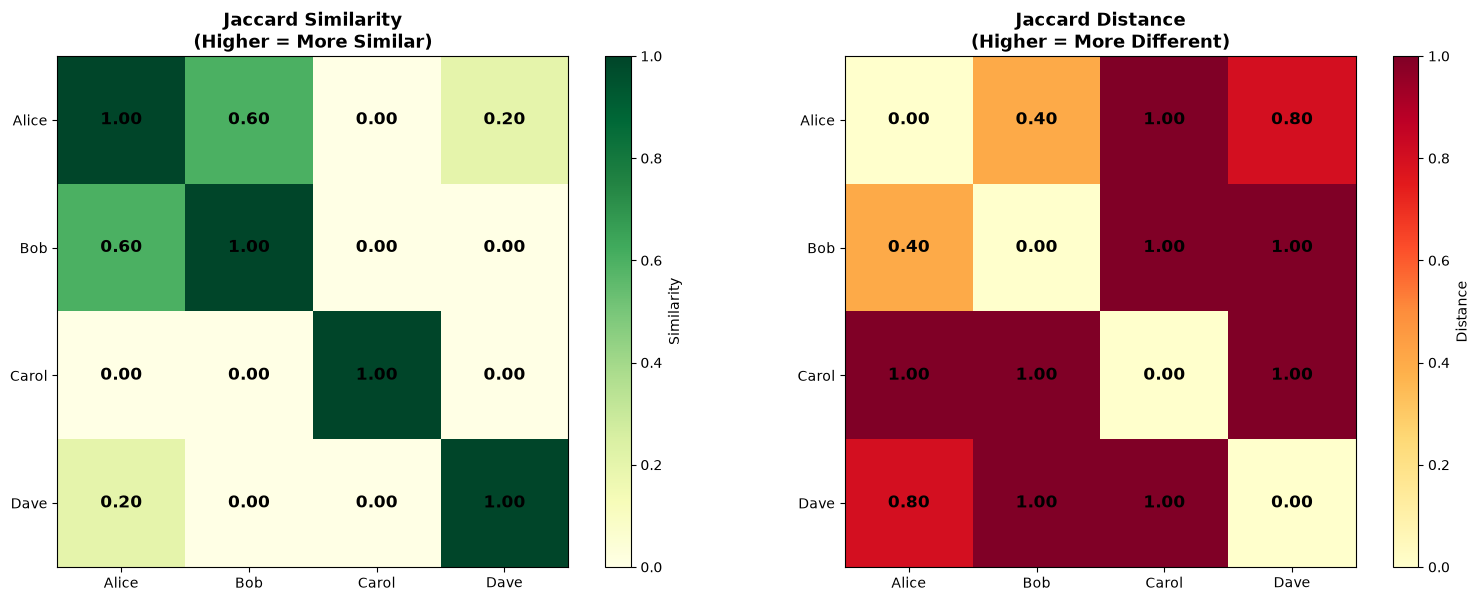 Jaccard Similarity
(Higher = More Similar)
Alice 1.00 0.60 0.00 0.20
Bob 0.60 1.00 0.00 0.00
Carol 0.00 0.00 1.00 0.00
Dave 0.20 0.00 0.00 1.00
Alice Bob Carol Dave
1.0
0.8
0.6
0.4
0.2
0.0
Similarity
Jaccard Distance
(Higher = More Different)
Alice 0.00 0.40 1.00 0.80
Bob 0.40 0.00 1.00 1.00
Carol 1.00 1.00 0.00 1.00
Dave 0.80 1.00 1.00 0.00
Alice Bob Carol Dave
1.0
0.8
0.6
0.4
0.2
0.0
Distance